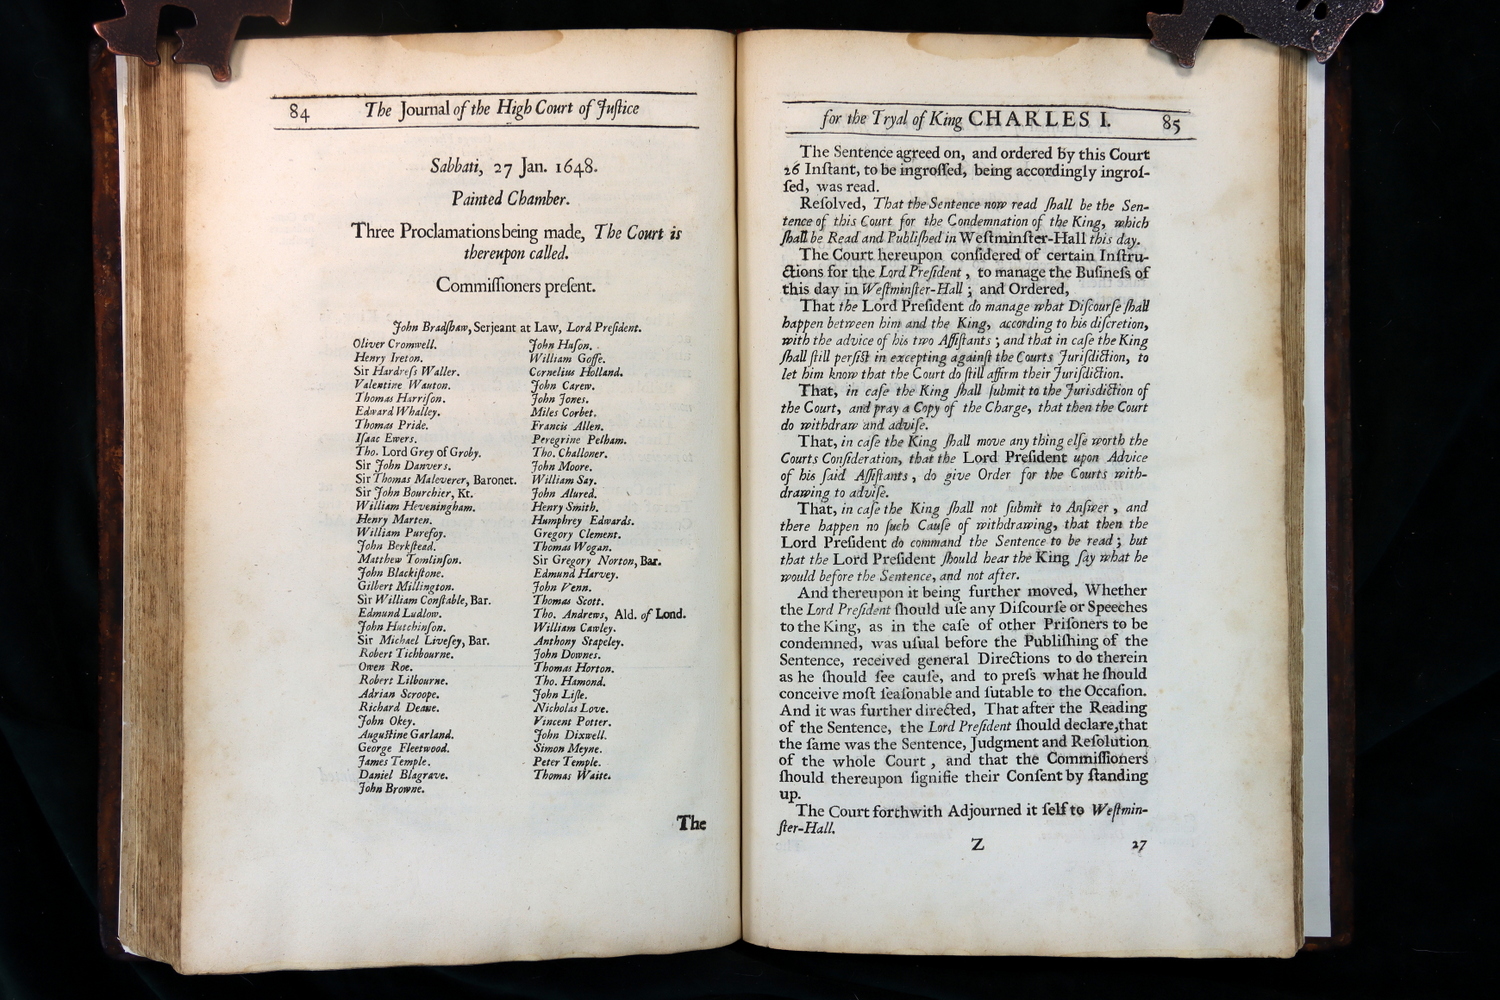 84 The Journal of the High Court of Juſtice
Sabbati, 27 Jan. 1648.
Painted Chamber.
Three Proclamations being made, The Court is
thereupon called.
Commiſſioners preſent.
John Bradſhaw, Serjeant at Law, Lord Preſident.
Oliver Cromwell.
Henry Ireton.
Sir Hardreſs Waller.
Valentine Wauton.
Thomas Harriſon.
Edward Whalley.
Thomas Pride.
Iſaac Ewers.
Tho. Lord Grey of Groby.
Sir John Danvers.
Sir Thomas Maleverer, Baronet.
Sir John Bourchier, Kt.
William Heveningham.
Henry Marten.
William Purefoy.
John Berkſtead.
Matthew Tomlinſon.
John Blackiſtone.
Gilbert Millington.
Sir William Conſtable, Bar.
Edmund Ludlow.
John Hutchinſon.
Sir Michael Liveſey, Bar.
Robert Tichbourne.
Owen Roe.
Robert Lilbourne.
Adrian Scroope.
Richard Deane.
John Okey.
Auguſtine Garland.
George Fleetwood.
James Temple.
Daniel Blagrave.
John Browne.
John Huſon.
William Goffe.
Cornelius Holland.
John Carew.
John Jones.
Miles Corbet.
Francis Allen.
Peregrine Pelham.
Tho. Challoner.
John Moore.
William Say.
John Alured.
Henry Smith.
Humphrey Edwards.
Gregory Clement.
Thomas Wogan.
Sir Gregory Norton, Bar.
Edmund Harvey.
John Venn.
Thomas Scott.
Tho. Andrews, Ald. of Lond.
William Cawley.
Anthony Stapeley.
John Downes.
Thomas Horton.
Tho. Hamond.
John Liſle.
Nicholas Love.
Vincent Potter.
John Dixwell.
Simon Meyne.
Peter Temple.
Thomas Waite.
The
for the Tryal of King CHARLES I. 85
The Sentence agreed on, and ordered by this Court
26 Inſtant, to be ingroſſed, being accordingly ingroſ-
ſed, was read.
Reſolved, That the Sentence now read ſhall be the Sen-
tence of this Court for the Condemnation of the King, which
ſhall be Read and Publiſhed in Weſtminſter-Hall this day.
The Court hereupon conſidered of certain Inſtru-
ctions for the Lord Preſident, to manage the Buſineſs of
this day in Weſtminſter-Hall; and Ordered,
That the Lord Preſident do manage what Diſcourſe ſhall
happen between him and the King, according to his diſcretion,
with the advice of his two Aſſiſtants; and that in caſe the King
ſhall ſtill perſiſt in excepting againſt the Courts Juriſdiction, to
let him know that the Court do ſtill affirm their Juriſdiction.
That, in caſe the King ſhall ſubmit to the Juriſdiction of
the Court, and pray a Copy of the Charge, that then the Court
do withdraw and adviſe.
That, in caſe the King ſhall move any thing elſe worth the
Courts Conſideration, that the Lord Preſident upon Advice
of his ſaid Aſſiſtants, do give Order for the Courts with-
drawing to adviſe.
That, in caſe the King ſhall not ſubmit to Anſwer, and
there happen no ſuch Cauſe of withdrawing, that then the
Lord Preſident do command the Sentence to be read; but
that the Lord Preſident ſhould hear the King ſay what he
would before the Sentence, and not after.
And thereupon it being further moved, Whether
the Lord Preſident ſhould uſe any Diſcourſe or Speeches
to the King, as in the caſe of other Priſoners to be
condemned, was uſual before the Publiſhing of the
Sentence, received general Directions to do therein
as he ſhould ſee cauſe, and to preſs what he ſhould
conceive moſt ſeaſonable and ſutable to the Occaſion.
And it was further directed, That after the Reading
of the Sentence, the Lord Preſident ſhould declare, that
the ſame was the Sentence, Judgment and Reſolution
of the whole Court, and that the Commiſſioners
ſhould thereupon ſignifie their Conſent by ſtanding
up.
The Court forthwith Adjourned it ſelf to Weſtmin-
ſter-Hall.
Z 27